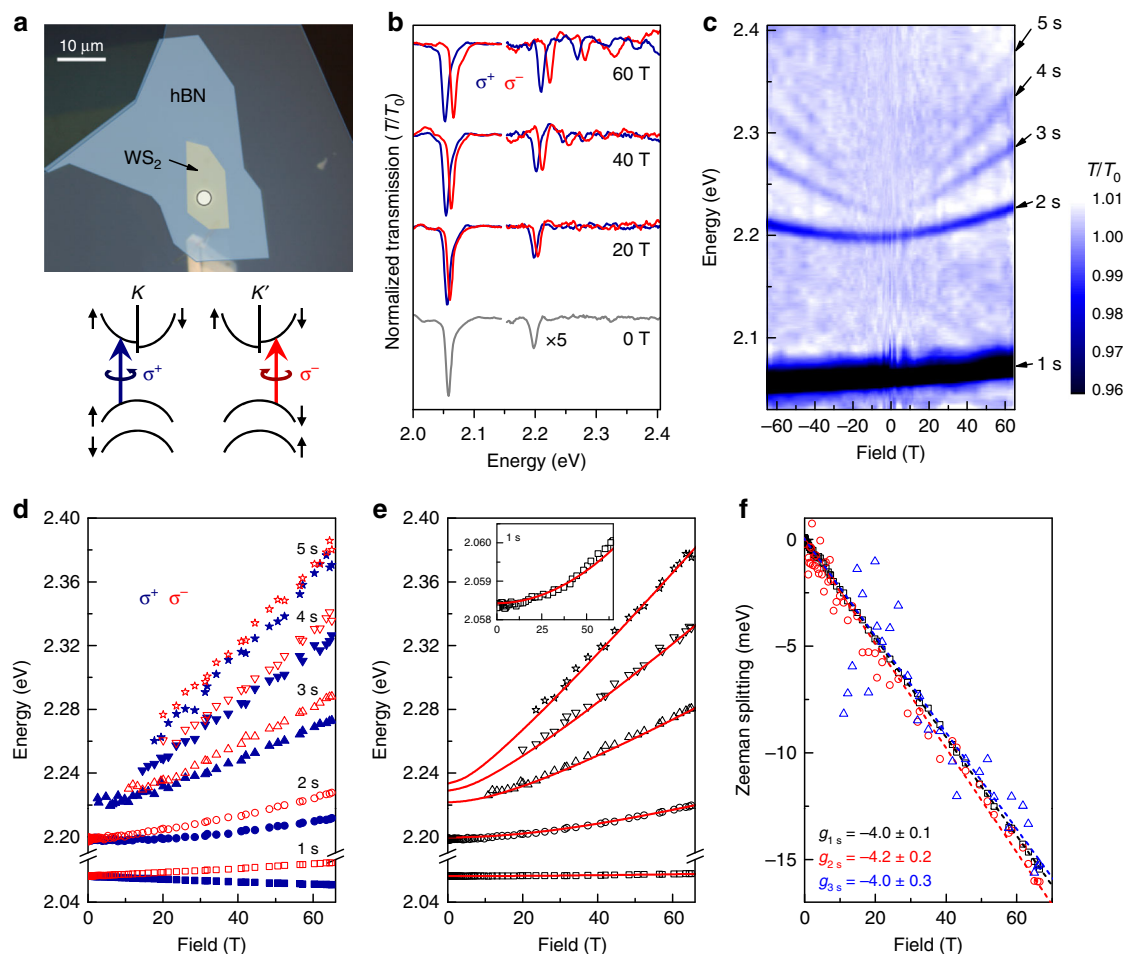 a
10 μm
hBN
WS2
K
K′
σ+
σ−
b
Normalized transmission (T/T0)
σ+ σ−
60 T
40 T
20 T
×5
0 T
2.0 2.1 2.2 2.3 2.4
Energy (eV)
c
5 s
4 s
3 s
2 s
1 s
2.4
2.3
2.2
2.1
Energy (eV)
−60 −40 −20 0 20 40 60
Field (T)
T/T0
1.01
1.00
0.99
0.98
0.97
0.96
d
2.40
2.36
2.32
2.28
2.24
2.20
2.04
Energy (eV)
σ+ σ−
5 s
4 s
3 s
2 s
1 s
0 20 40 60
Field (T)
e
2.40
2.36
2.32
2.28
2.24
2.20
2.04
Energy (eV)
1 s
2.060
2.059
2.058
0 25 50
0 20 40 60
Field (T)
f
0
−5
−10
−15
Zeeman splitting (meV)
g1 s = −4.0 ± 0.1
g2 s = −4.2 ± 0.2
g3 s = −4.0 ± 0.3
0 20 40 60
Field (T)